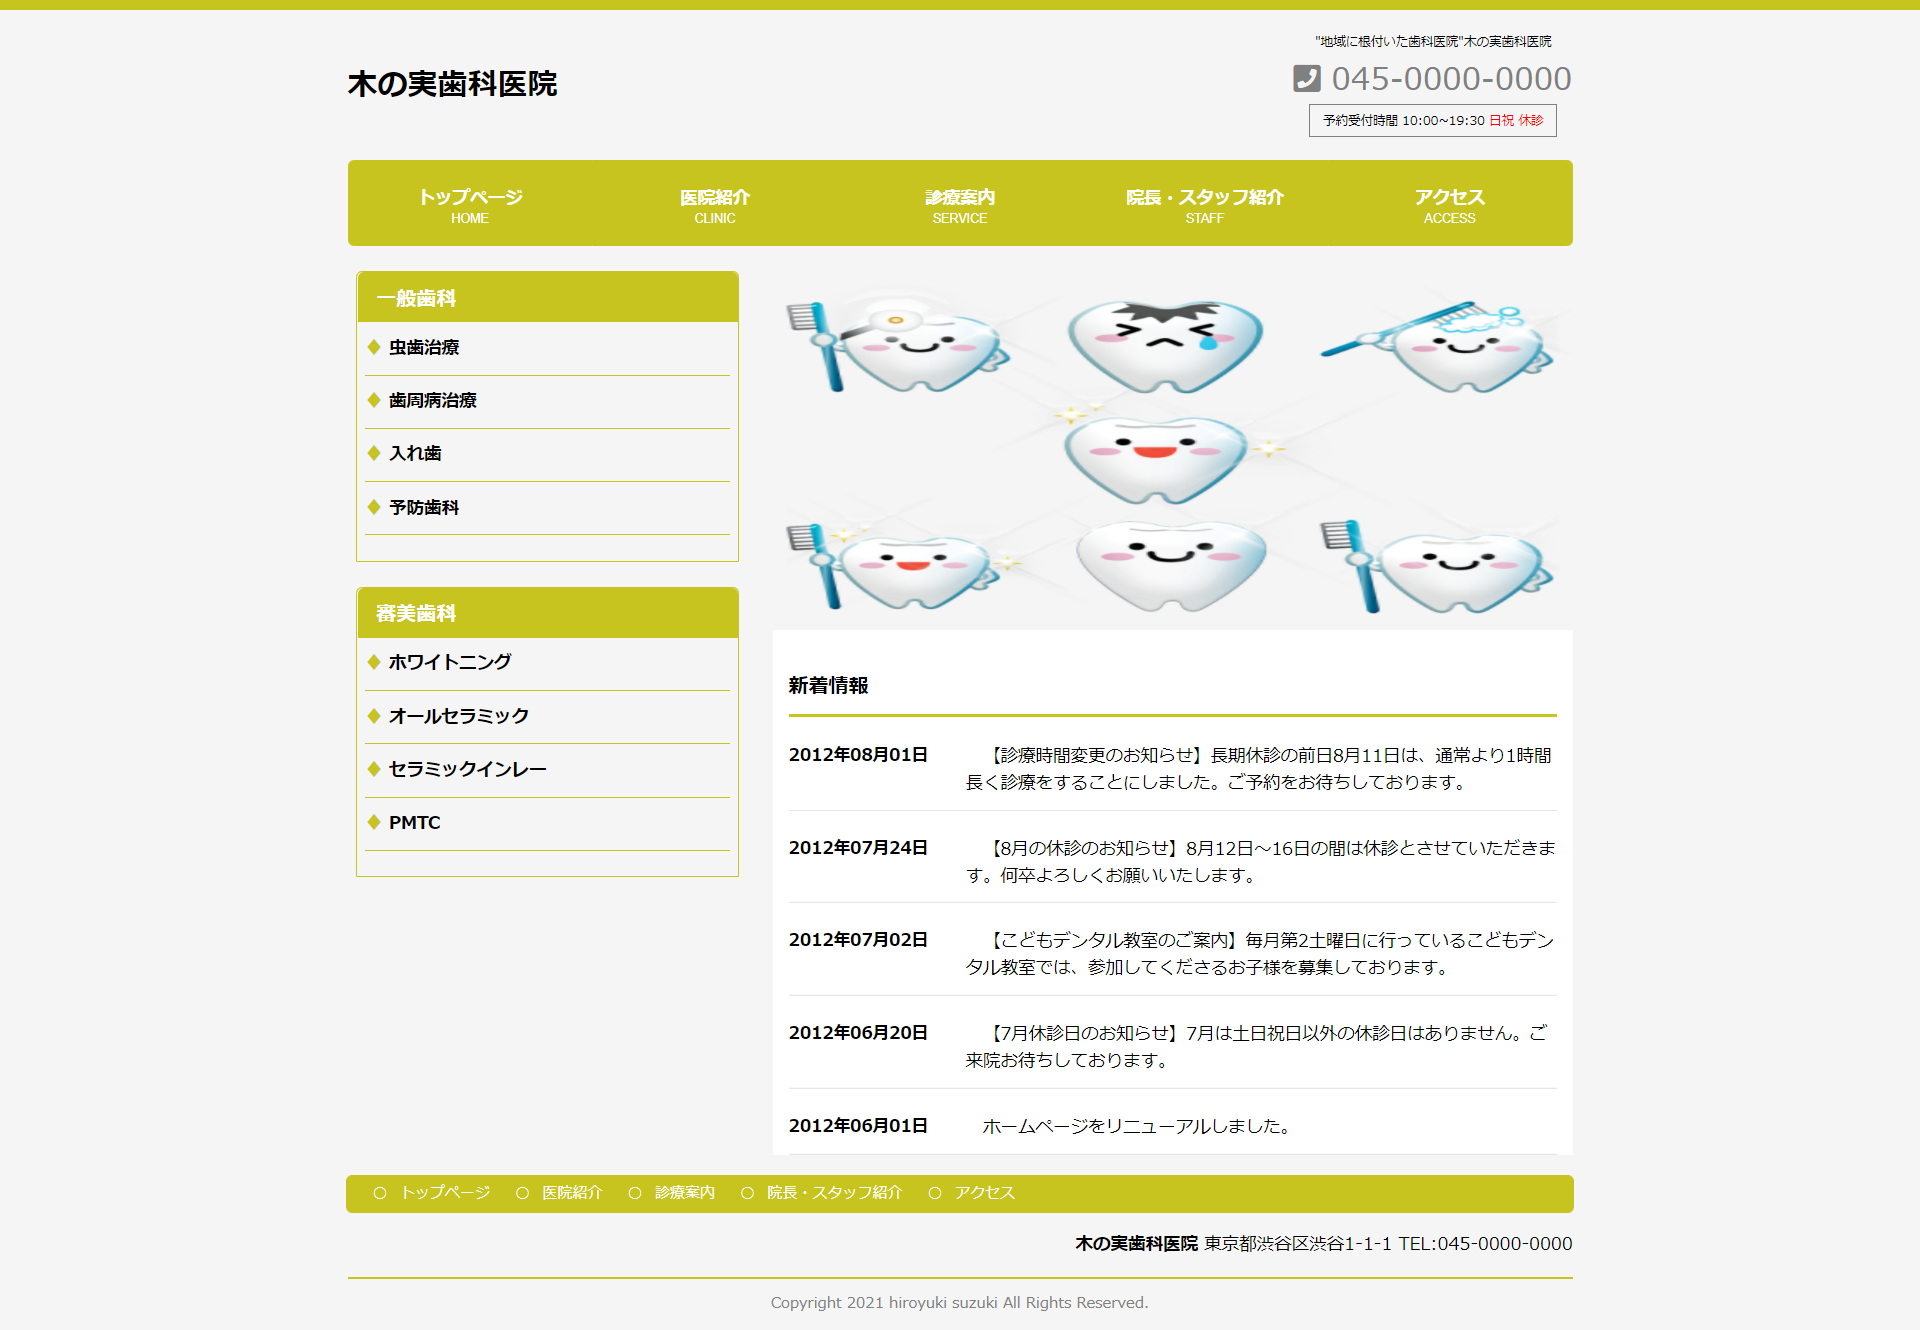 "地域に根付いた歯科医院"木の実歯科医院
木の実歯科医院
045-0000-0000
予約受付時間 10:00~19:30 日祝 休診
トップページ 医院紹介 診療案内 院長・スタッフ紹介 アクセス
HOME CLINIC SERVICE STAFF ACCESS
一般歯科
虫歯治療
歯周病治療
入れ歯
予防歯科
審美歯科
ホワイトニング
オールセラミック
セラミックインレー
PMTC
新着情報
2012年08月01日 【診療時間変更のお知らせ】長期休診の前日8月11日は、通常より1時間
長く診療をすることにしました。ご予約をお待ちしております。
2012年07月24日 【8月の休診のお知らせ】8月12日～16日の間は休診とさせていただきま
す。何卒よろしくお願いいたします。
2012年07月02日 【こどもデンタル教室のご案内】毎月第2土曜日に行っているこどもデン
タル教室では、参加してくださるお子様を募集しております。
2012年06月20日 【7月休診日のお知らせ】7月は土日祝日以外の休診日はありません。ご
来院お待ちしております。
2012年06月01日 ホームページをリニューアルしました。
○ トップページ ○ 医院紹介 ○ 診療案内 ○ 院長・スタッフ紹介 ○ アクセス
木の実歯科医院 東京都渋谷区渋谷1-1-1 TEL:045-0000-0000
Copyright 2021 hiroyuki suzuki All Rights Reserved.